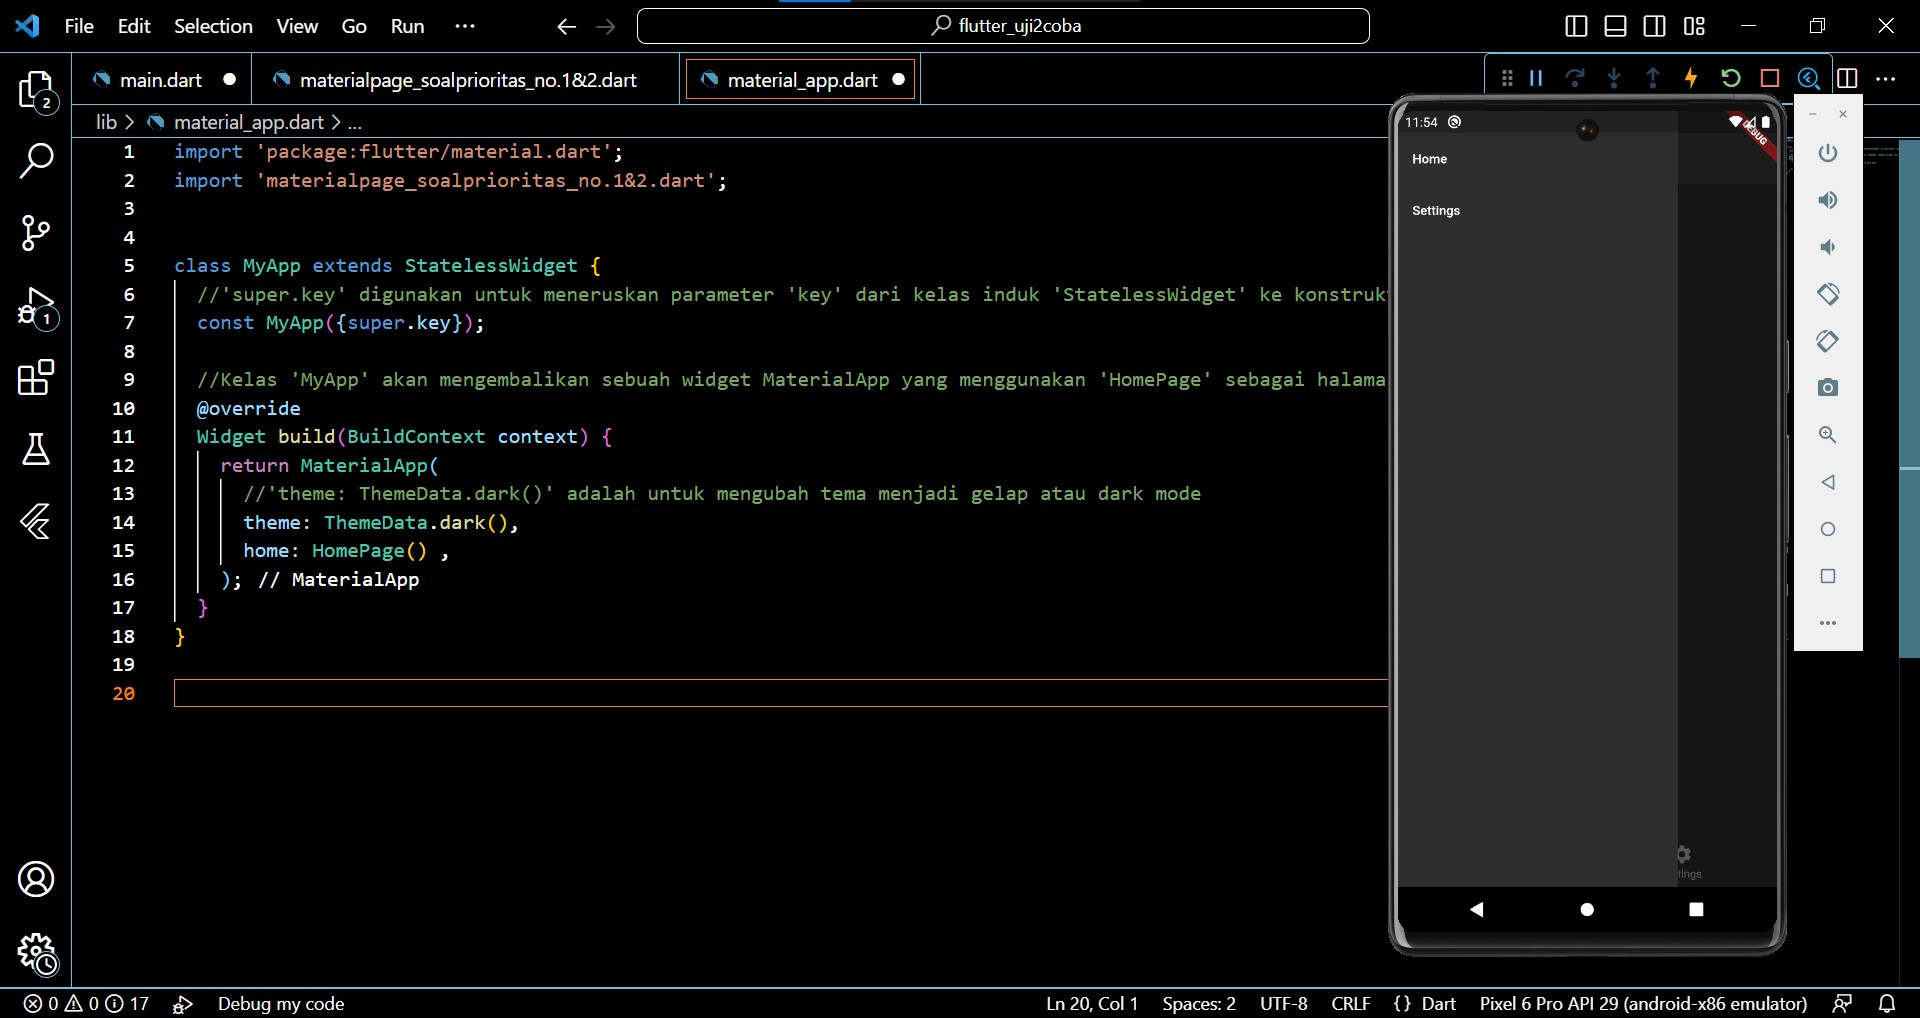 File Edit Selection View Go Run ···
flutter_uji2coba
main.dart
materialpage_soalprioritas_no.1&2.dart
material_app.dart
lib > material_app.dart > ...
1 import 'package:flutter/material.dart';
2 import 'materialpage_soalprioritas_no.1&2.dart';
3
4
5 class MyApp extends StatelessWidget {
6 //'super.key' digunakan untuk meneruskan parameter 'key' dari kelas induk 'StatelessWidget' ke konstruk
7 const MyApp({super.key});
8
9 //Kelas 'MyApp' akan mengembalikan sebuah widget MaterialApp yang menggunakan 'HomePage' sebagai halama
10 @override
11 Widget build(BuildContext context) {
12 return MaterialApp(
13 //'theme: ThemeData.dark()' adalah untuk mengubah tema menjadi gelap atau dark mode
14 theme: ThemeData.dark(),
15 home: HomePage() ,
16 ); // MaterialApp
17 }
18 }
19
20
2
1
11:54
DEBUG
Home
Settings
tings
0 0 17 Debug my code
Ln 20, Col 1 Spaces: 2 UTF-8 CRLF {} Dart Pixel 6 Pro API 29 (android-x86 emulator)